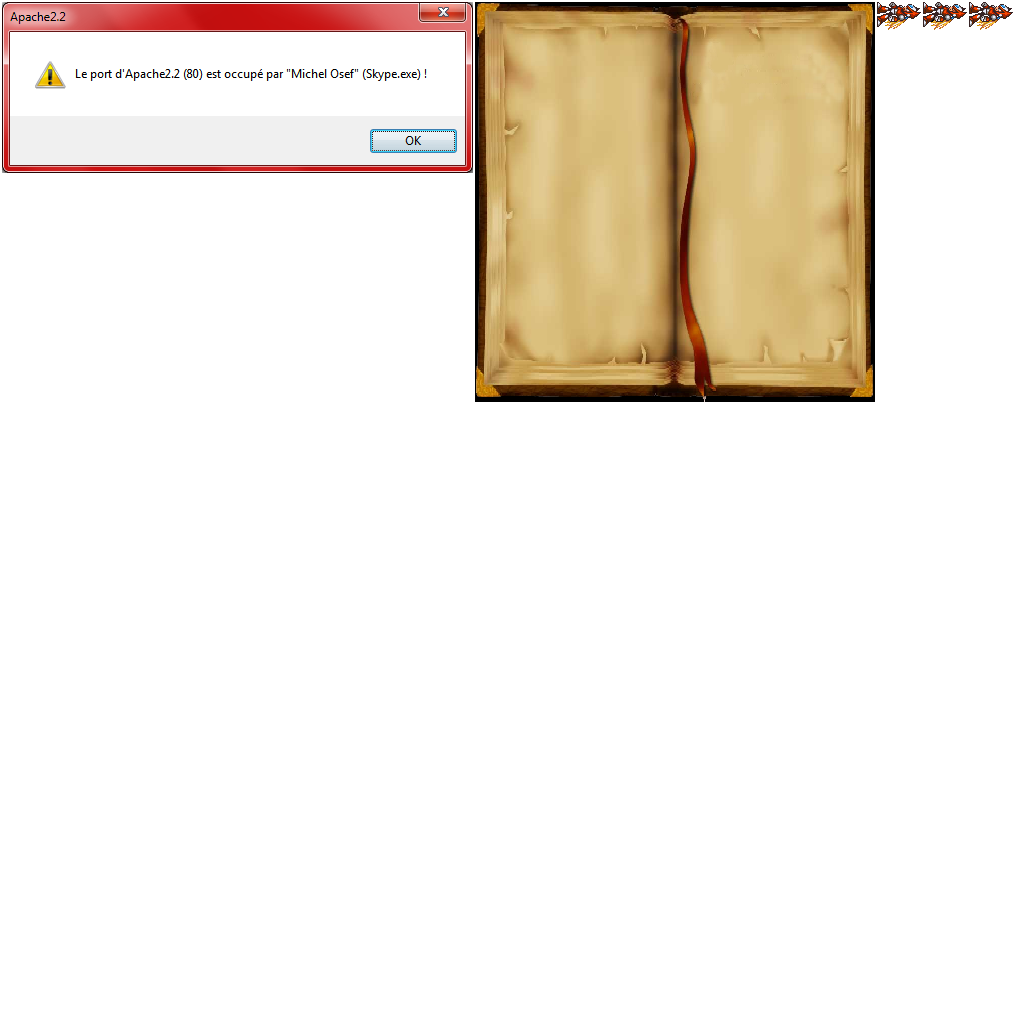 Apache2.2
Le port d'Apache2.2 (80) est occupé par "Michel Osef" (Skype.exe) !
OK